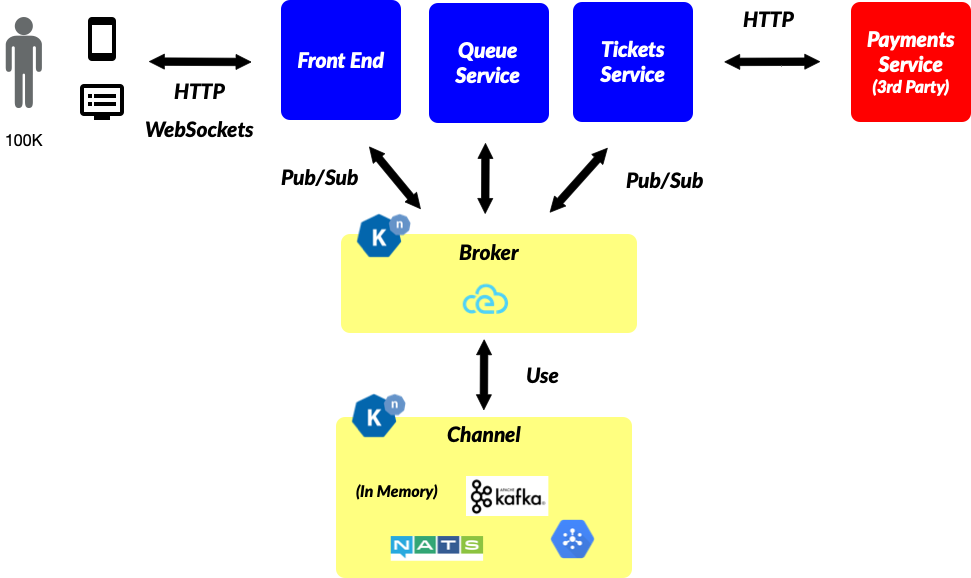 HTTP
Front End
Queue
Service
Tickets
Service
Payments
Service
(3rd Party)
HTTP
WebSockets
100K
Pub/Sub
Pub/Sub
K n
Broker
Use
K n
Channel
(In Memory)
APACHE
kafka
NATS